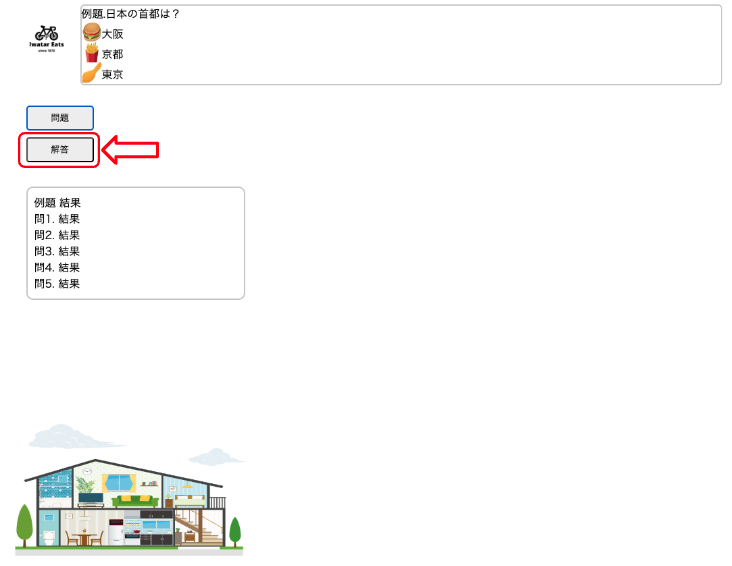 例題.日本の首都は？
大阪
京都
東京
Iwatar Eats
since 1870
問題
解答
例題 結果
問1. 結果
問2. 結果
問3. 結果
問4. 結果
問5. 結果